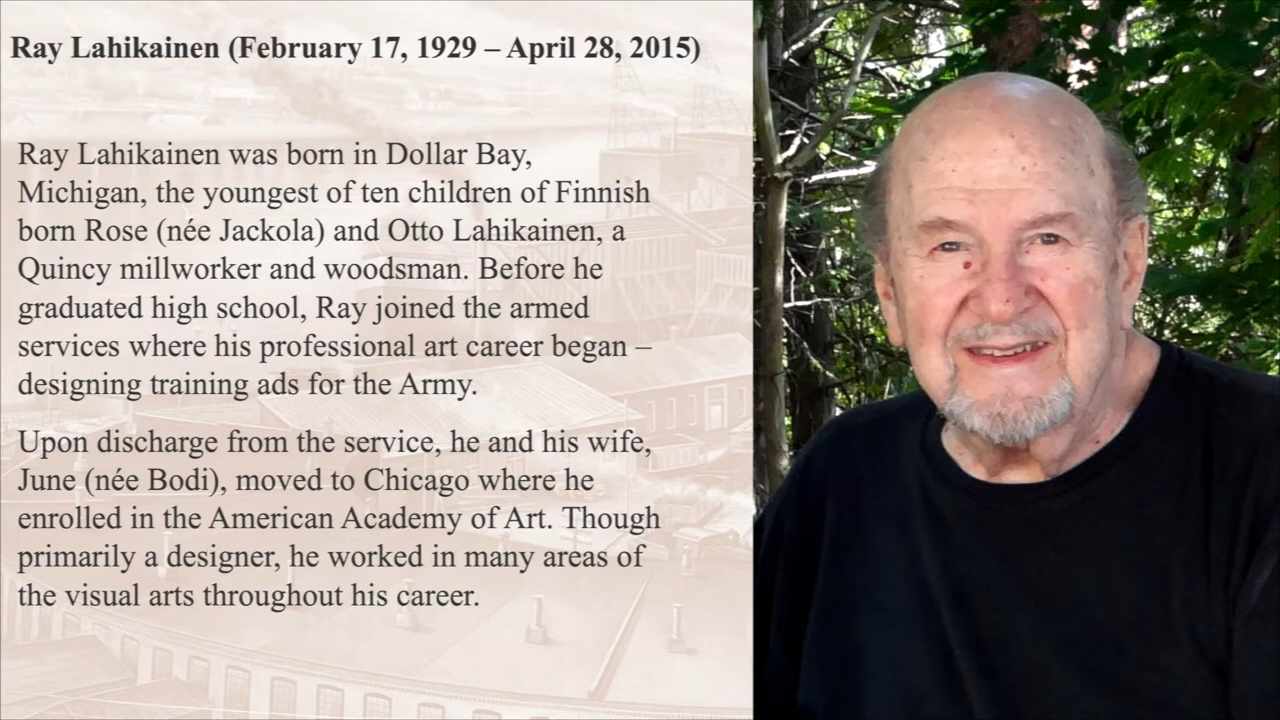 Ray Lahikainen (February 17, 1929 – April 28, 2015)
Ray Lahikainen was born in Dollar Bay,
Michigan, the youngest of ten children of Finnish
born Rose (née Jackola) and Otto Lahikainen, a
Quincy millworker and woodsman. Before he
graduated high school, Ray joined the armed
services where his professional art career began –
designing training ads for the Army.
Upon discharge from the service, he and his wife,
June (née Bodi), moved to Chicago where he
enrolled in the American Academy of Art. Though
primarily a designer, he worked in many areas of
the visual arts throughout his career.